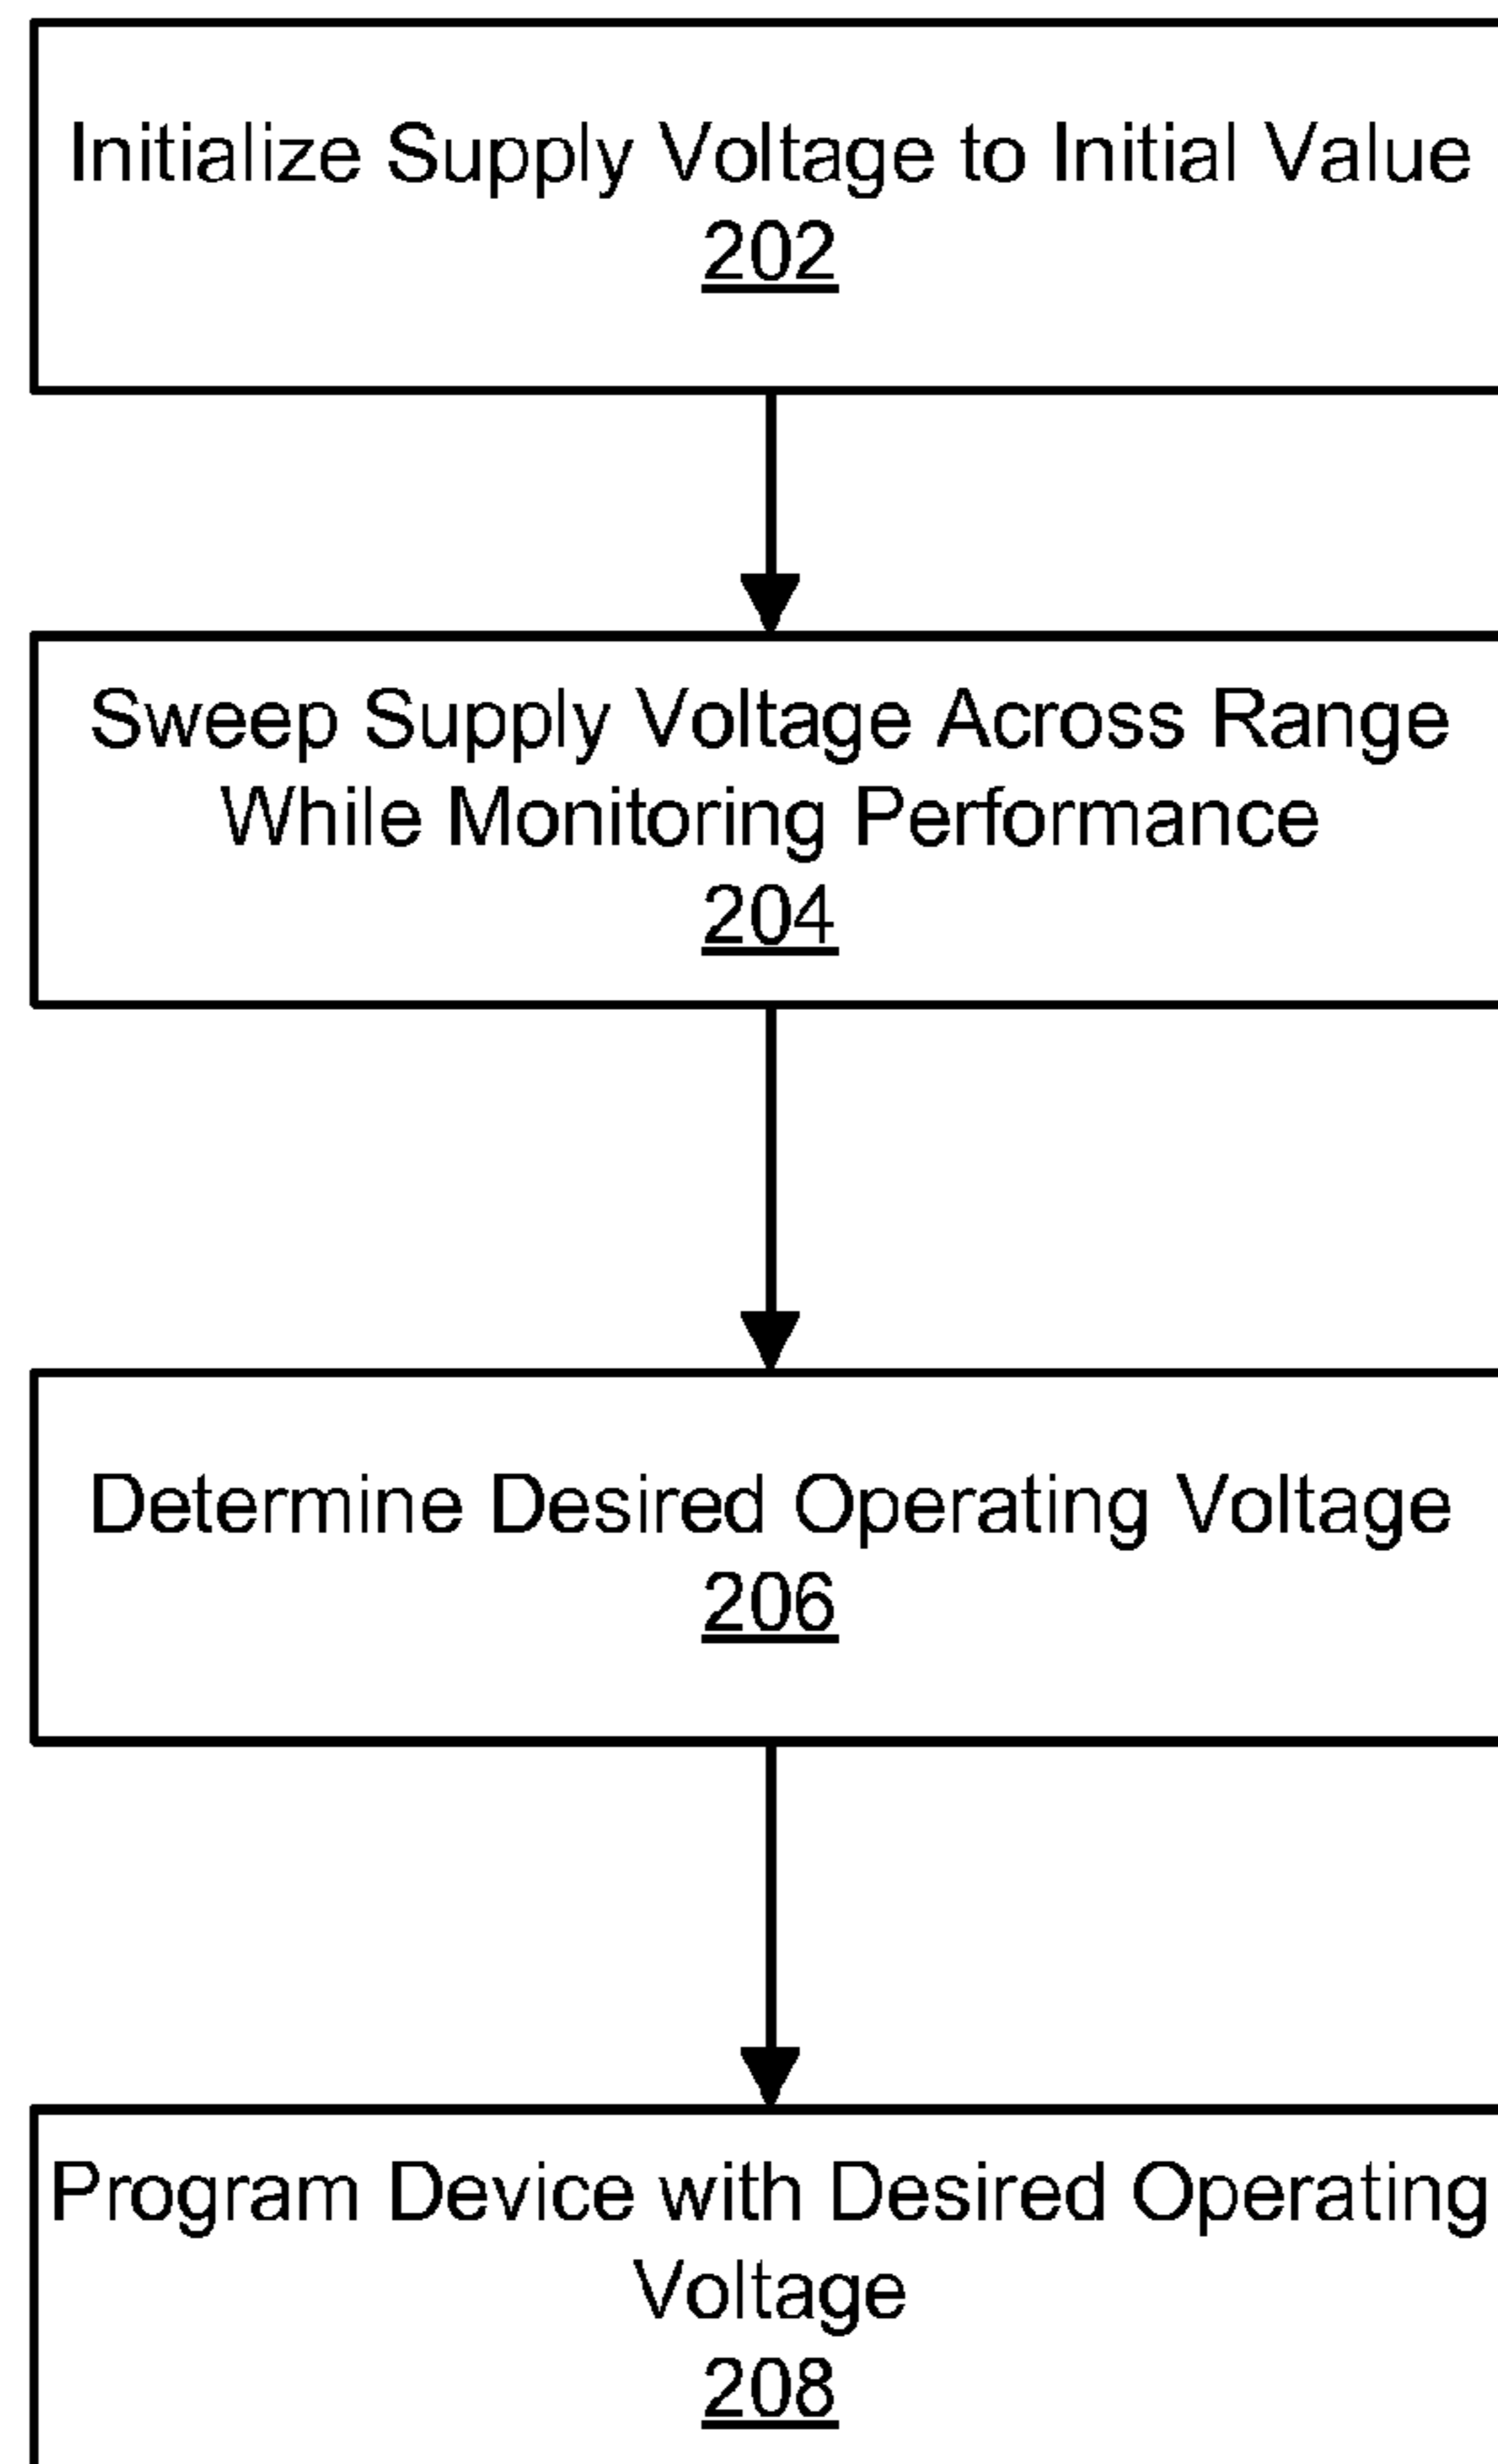 Initialize Supply Voltage to Initial Value
202
Sweep Supply Voltage Across Range
While Monitoring Performance
204
Determine Desired Operating Voltage
206
Program Device with Desired Operating
Voltage
208